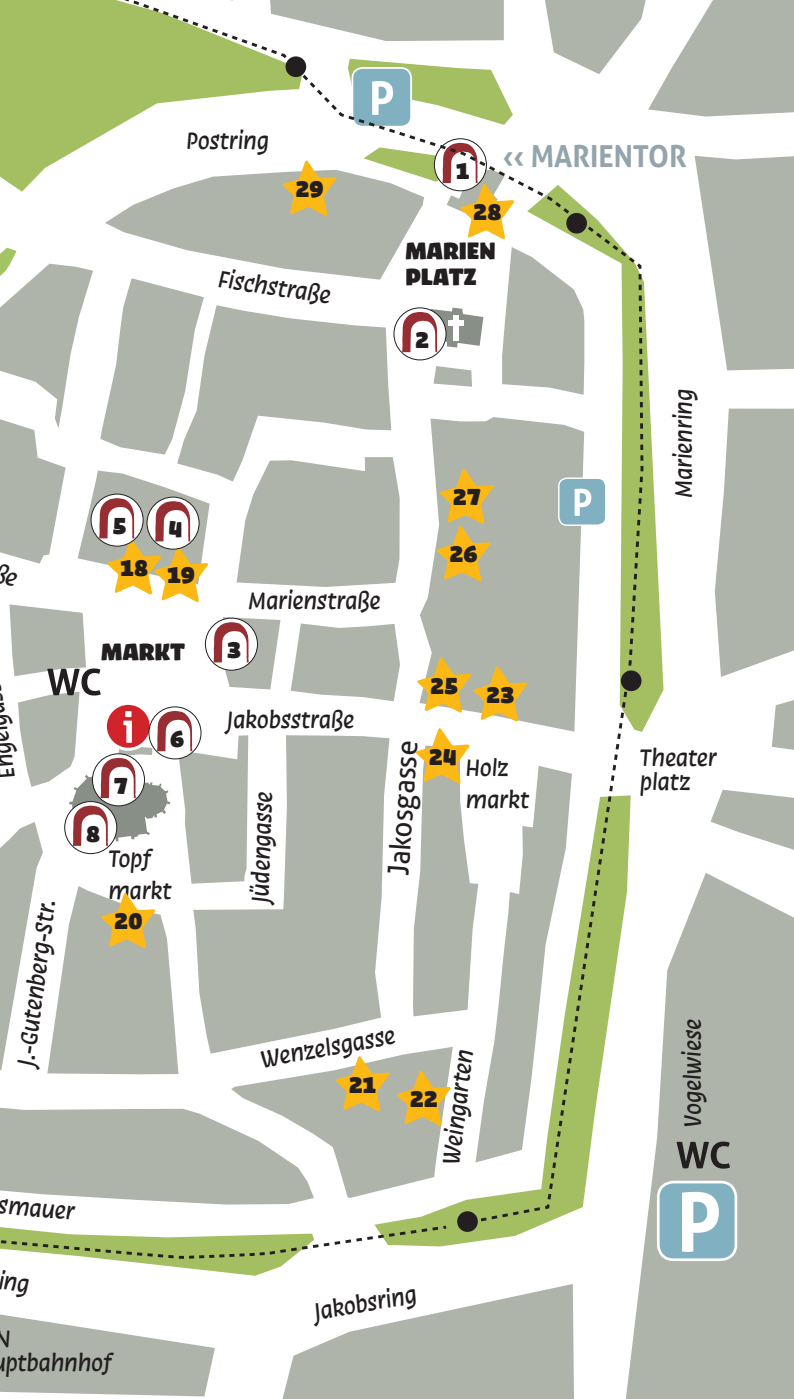 P
Postring
1
‹‹ MARIENTOR
29
28
MARIEN
PLATZ
Fischstraße
2
Marienring
27
P
5
4
26
18
19
ße
Marienstraße
3
MARKT
WC
25
23
Engelgasse
i
6
Jakobsstraße
24
Holz
markt
Theater
platz
7
Jakosgasse
8
Jüdengasse
Topf
markt
20
J.-Gutenberg-str.
Wenzelsgasse
Vogelwiese
21
22
Weingarten
WC
P
smauer
ing
Jakobsring
N
uptbahnhof